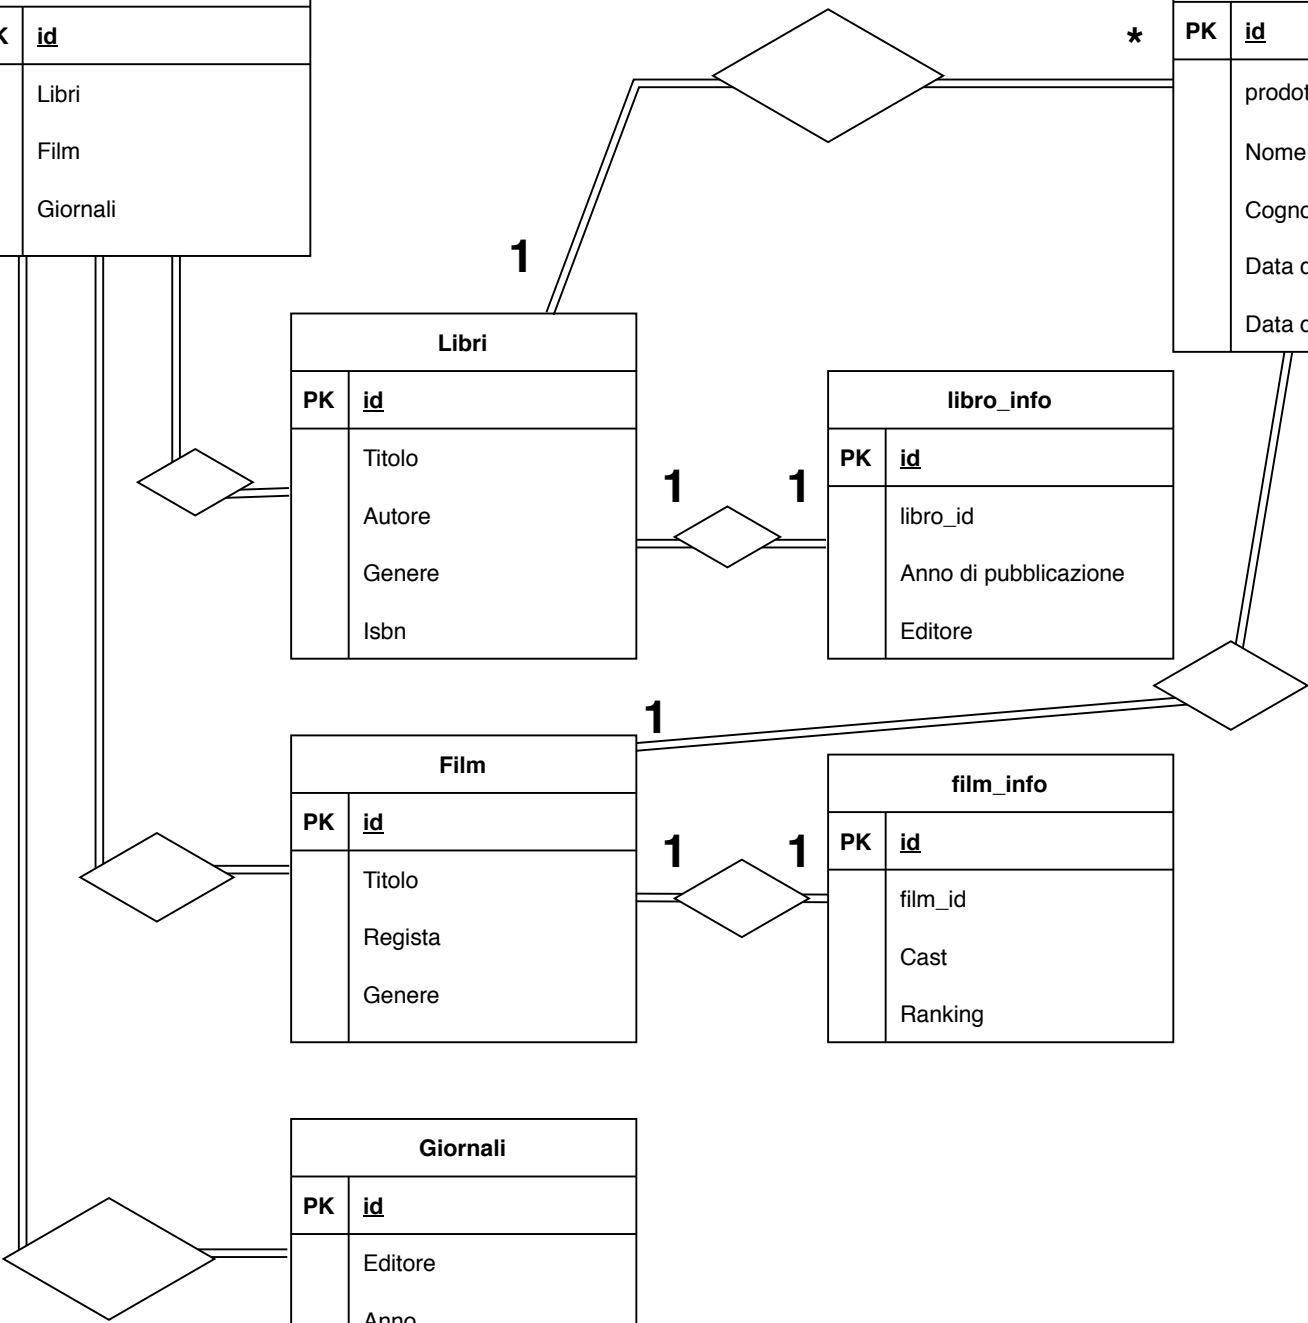 id
Libri
Film
Giornali
*
PK
id
Nome
1
Libri
PK
id
Titolo
Autore
Genere
Isbn
1
1
libro_info
PK
id
libro_id
Anno di pubblicazione
Editore
1
Film
PK
id
Titolo
Regista
Genere
1
1
film_info
PK
id
film_id
Cast
Ranking
Giornali
PK
id
Editore
Anno
Data
Data